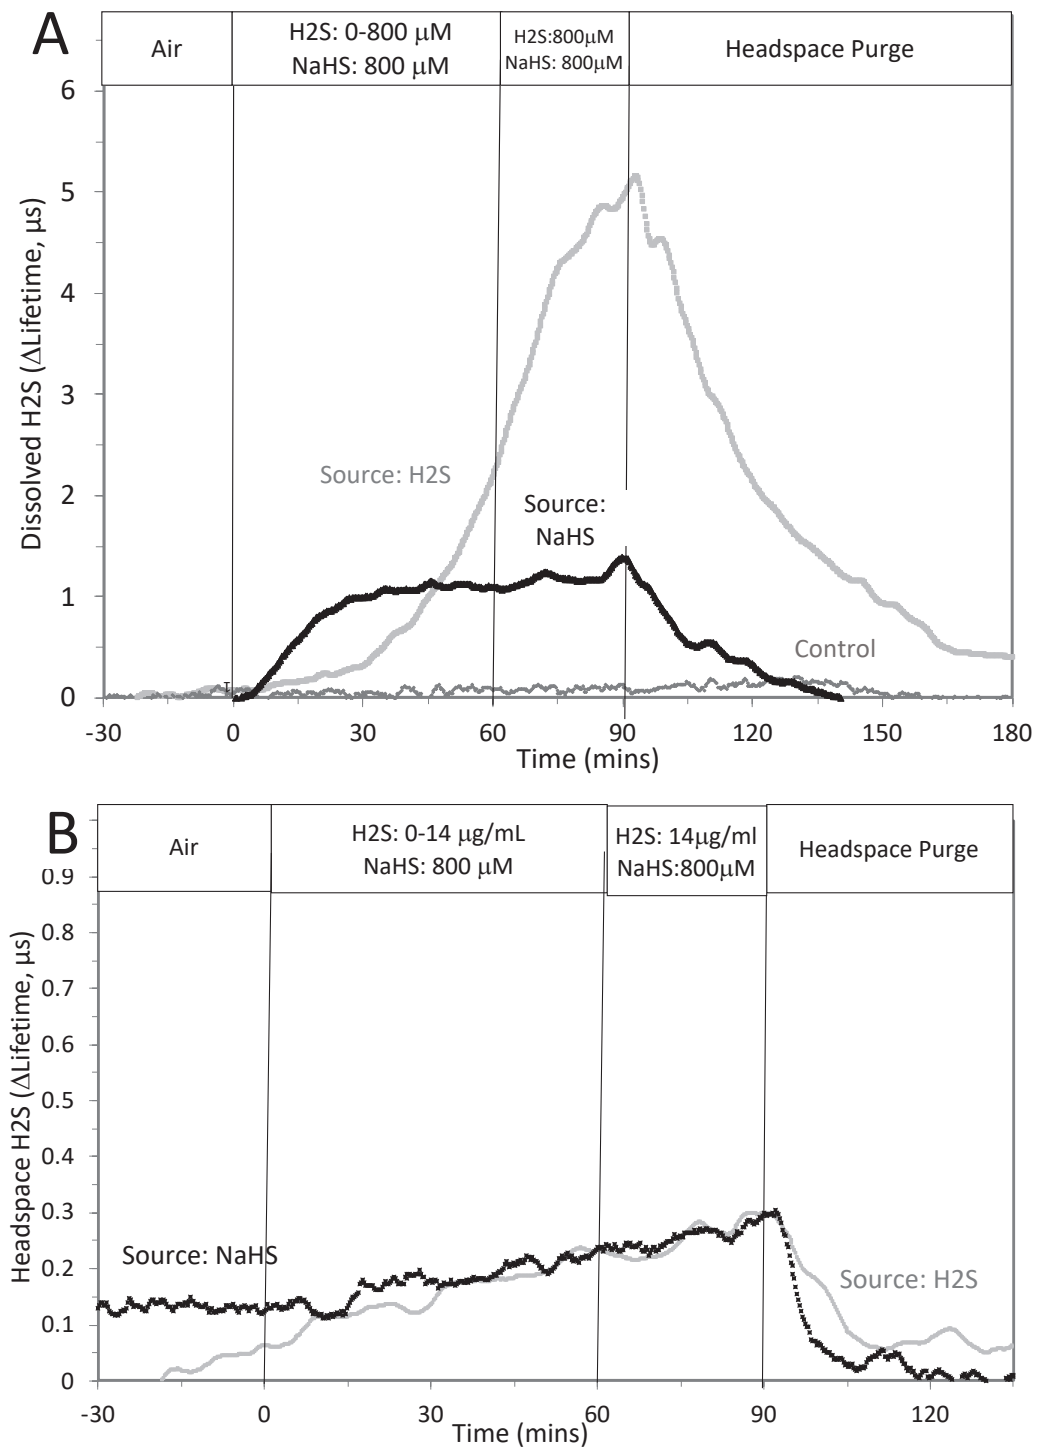 A
Air
H2S: 0-800 μM
NaHS: 800 μM
H2S:800μM
NaHS: 800μM
Headspace Purge
6
5
4
3
2
1
0
Dissolved H2S (ΔLifetime, μs)
Source: H2S
Source:
NaHS
Control
-30
0
30
60
90
120
150
180
Time (mins)
B
Air
H2S: 0-14 μg/mL
NaHS: 800 μM
H2S: 14μg/ml
NaHS:800μM
Headspace Purge
0.9
0.8
0.7
0.6
0.5
0.4
0.3
0.2
0.1
0
Headspace H2S (ΔLifetime, μs)
Source: NaHS
Source: H2S
-30
0
30
60
90
120
Time (mins)